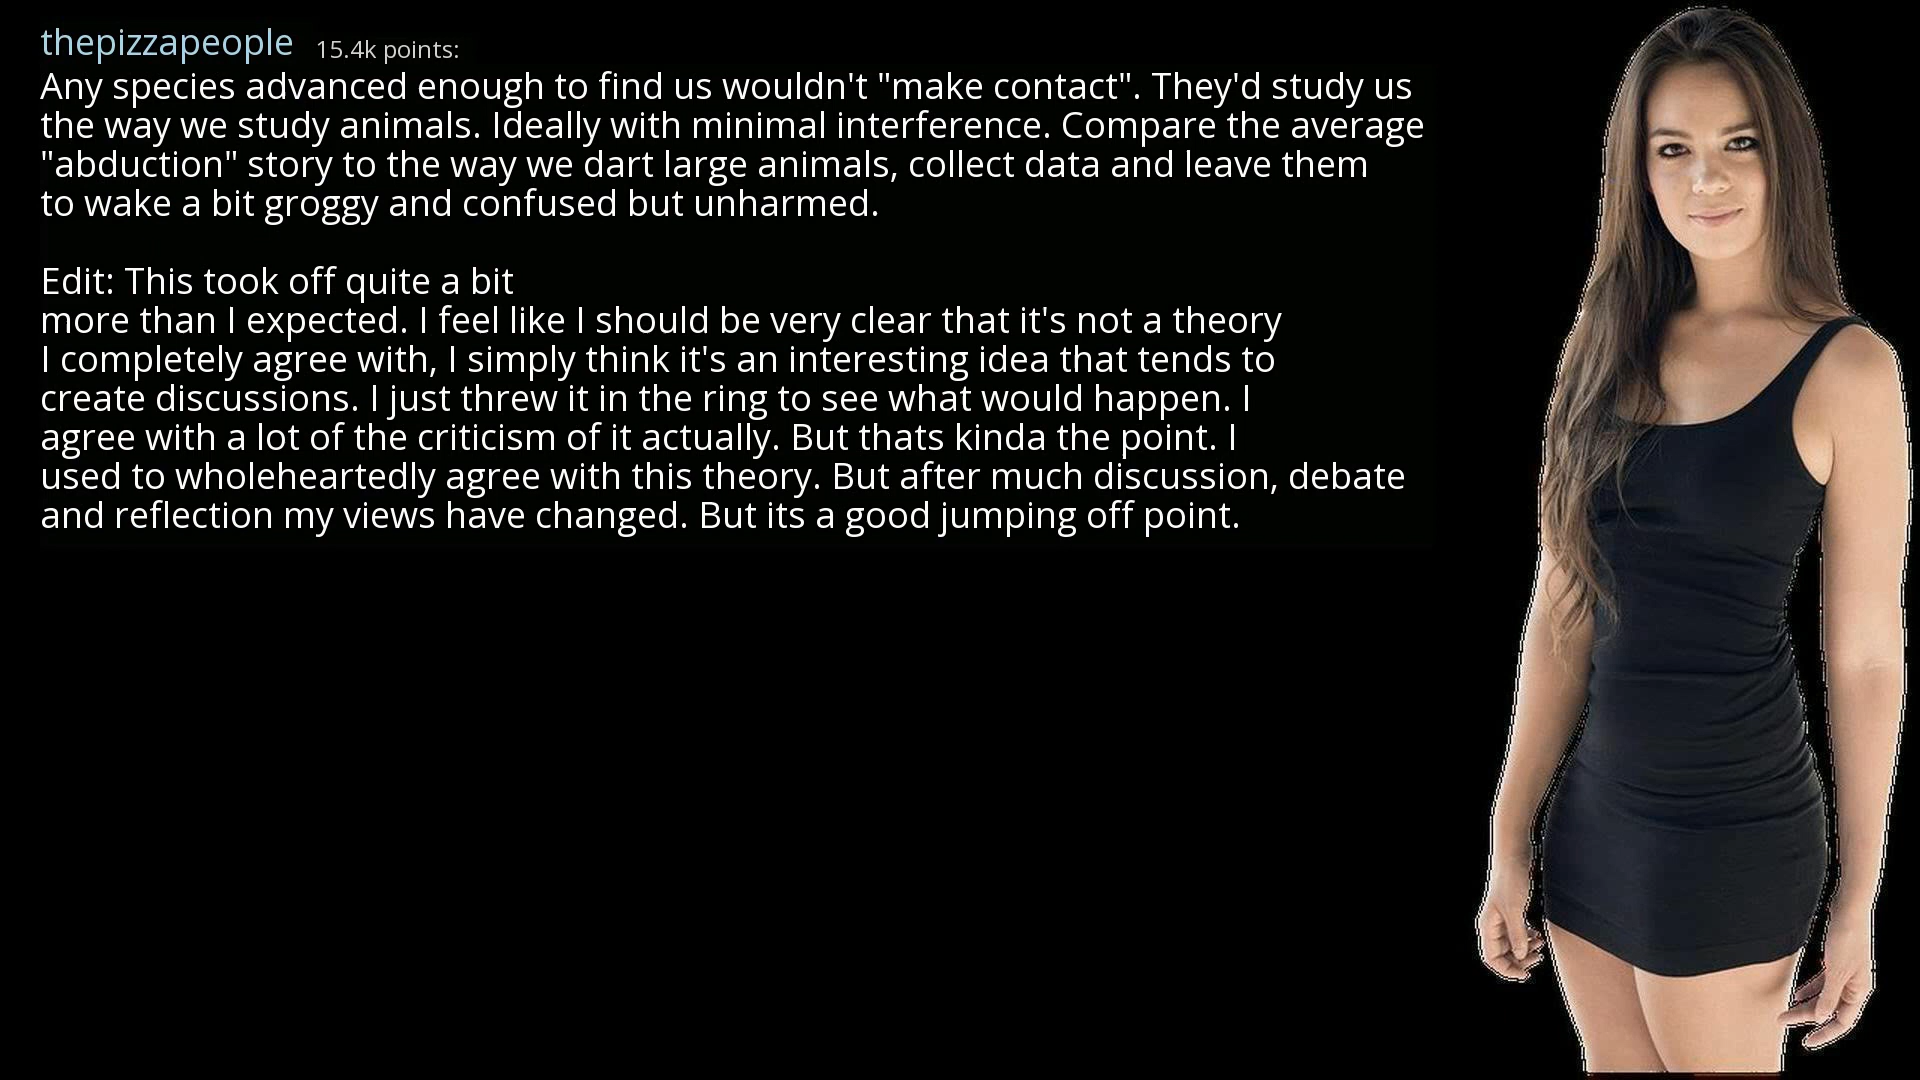 thepizzapeople 15.4k points:
Any species advanced enough to find us wouldn't "make contact". They'd study us
the way we study animals. Ideally with minimal interference. Compare the average
"abduction" story to the way we dart large animals, collect data and leave them
to wake a bit groggy and confused but unharmed.
Edit: This took off quite a bit
more than I expected. I feel like I should be very clear that it's not a theory
I completely agree with, I simply think it's an interesting idea that tends to
create discussions. I just threw it in the ring to see what would happen. I
agree with a lot of the criticism of it actually. But thats kinda the point. I
used to wholeheartedly agree with this theory. But after much discussion, debate
and reflection my views have changed. But its a good jumping off point.